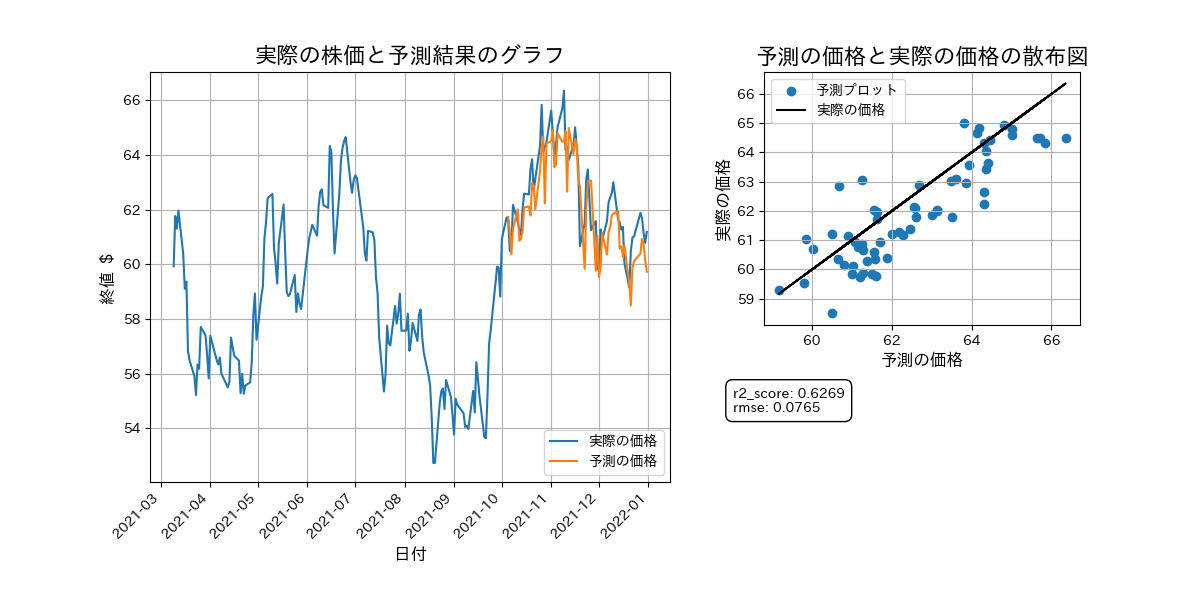 実際の株価と予測結果のグラフ
終値 $
66
64
62
60
58
56
54
2021-03
2021-04
2021-05
2021-06
2021-07
2021-08
2021-09
2021-10
2021-11
2021-12
2022-01
日付
実際の価格
予測の価格
予測の価格と実際の価格の散布図
実際の価格
66
65
64
63
62
61
60
59
60
62
64
66
予測の価格
予測プロット
実際の価格
r2_score: 0.6269
rmse: 0.0765